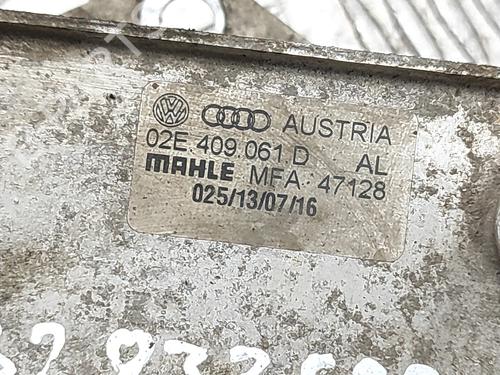 AUSTRIA
02E 409 061 D AL
MAHLE MFA: 47128
025/13/07/16